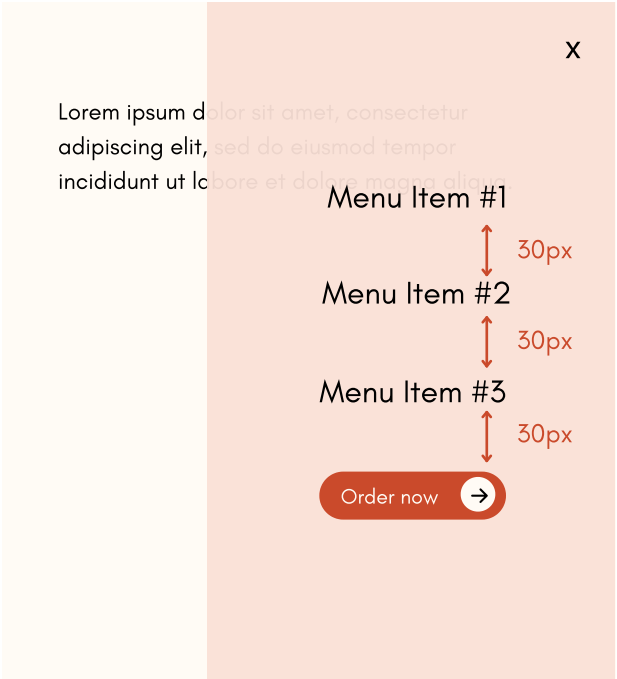 x
Lorem ipsum dolor sit amet, consectetur
adipiscing elit, sed do eiusmod tempor
incididunt ut labore et dolore magna aliqua.
Menu Item #1
30px
Menu Item #2
30px
Menu Item #3
30px
Order now